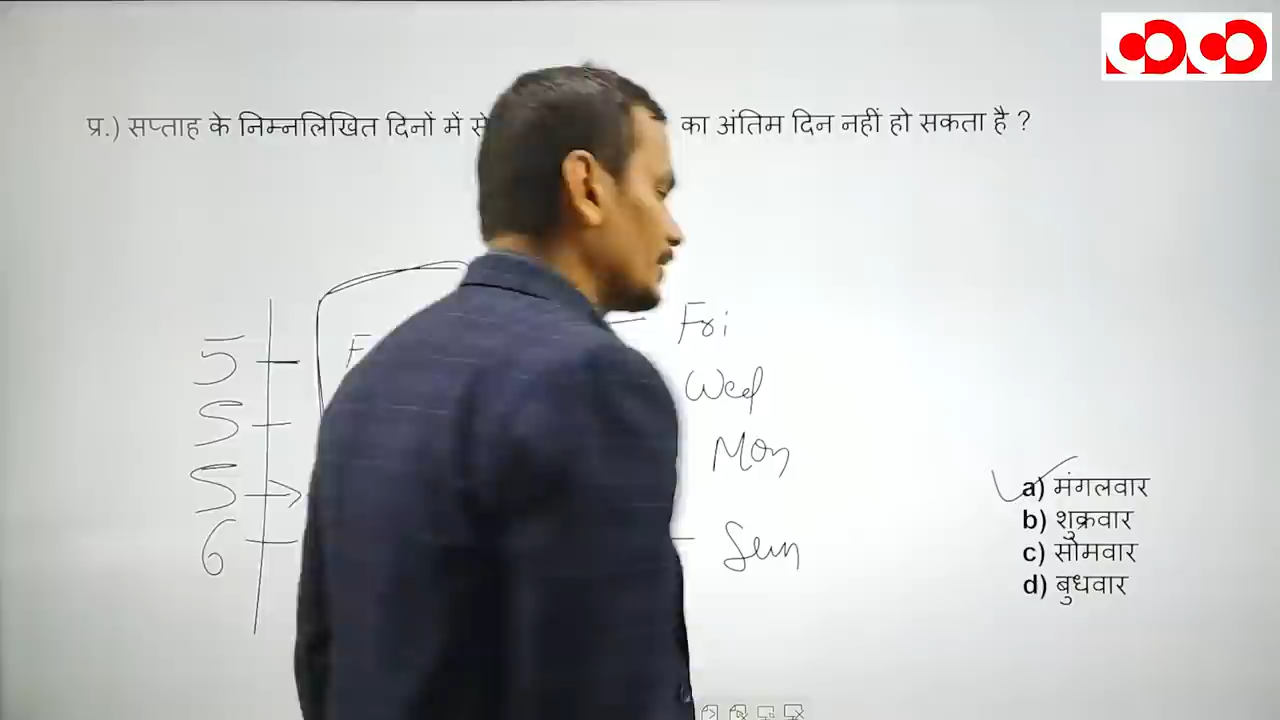 प्र.) सप्ताह के निम्नलिखित दिनों में से का अंतिम दिन नहीं हो सकता है ?
Fri
5
Wed
5
Mon
5
6
Sun
a) मंगलवार
b) शुक्रवार
c) सोमवार
d) बुधवार